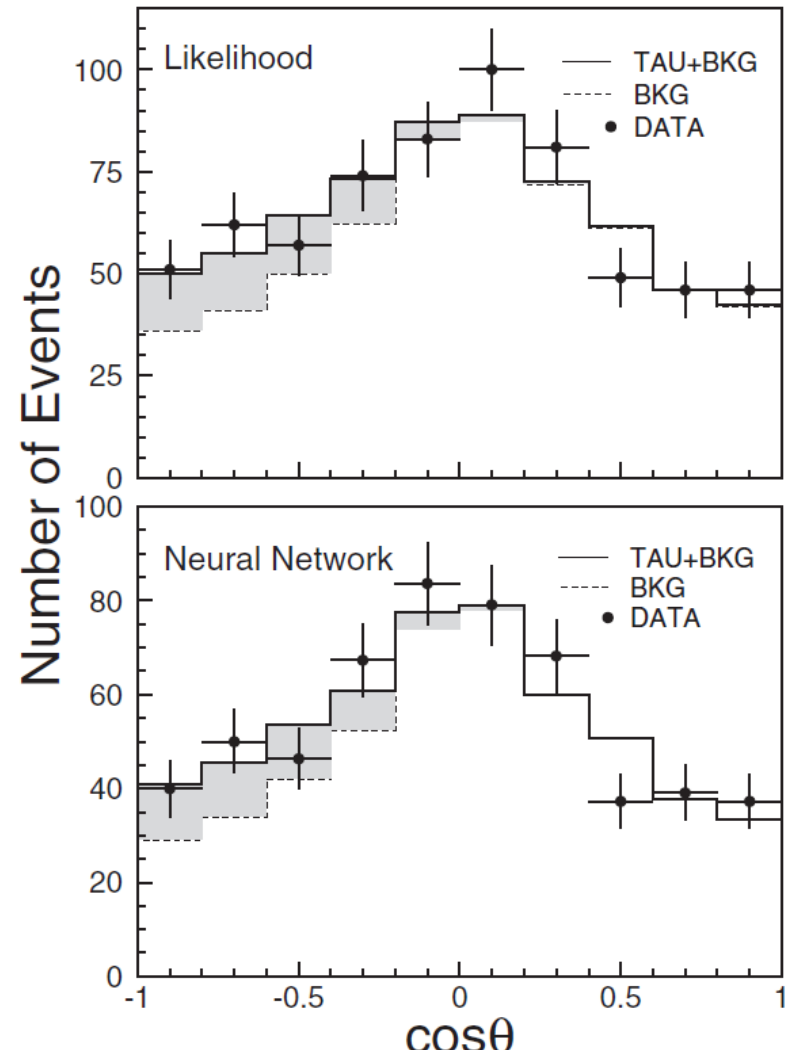 Likelihood
TAU+BKG
BKG
DATA
100
75
50
25
0
Number of Events
Neural Network
TAU+BKG
BKG
DATA
100
80
60
40
20
0
-1
-0.5
0
0.5
1
cosθ